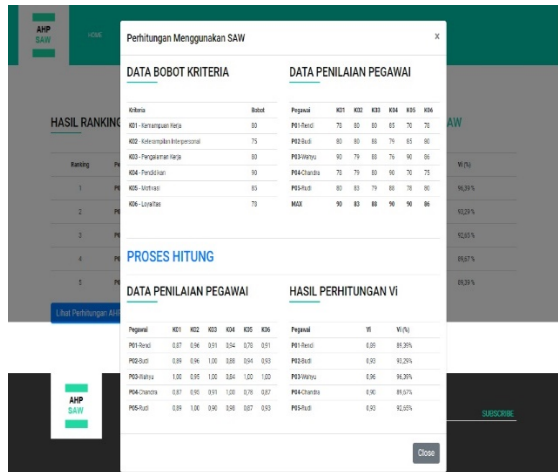 AHP
SAW
HOME
Perhitungan Menggunakan SAW
x
DATA BOBOT KRITERIA
Kriteria Bobot
K01 - Kemampuan Kerja 80
K02 - Keterampilan Interpersonal 75
K03 - Pengalaman Kerja 80
K04 - Pendidikan 90
K05 - Motivasi 85
K06 - Loyalitas 70
DATA PENILAIAN PEGAWAI
Pegawai K01 K02 K03 K04 K05 K06
P01-Rendi 78 80 80 85 70 78
P02-Budi 80 80 88 79 85 80
P03-Wahyu 90 79 88 76 90 86
P04-Chandra 78 79 80 90 70 75
P05-Rudi 80 83 79 88 78 80
MAX 90 83 88 90 90 86
PROSES HITUNG
DATA PENILAIAN PEGAWAI
Pegawai K01 K02 K03 K04 K05 K06
P01-Rendi 0,87 0,96 0,91 0,94 0,78 0,91
P02-Budi 0,89 0,96 1,00 0,88 0,94 0,93
P03-Wahyu 1,00 0,95 1,00 0,84 1,00 1,00
P04-Chandra 0,87 0,95 0,91 1,00 0,78 0,87
P05-Rudi 0,89 1,00 0,90 0,98 0,87 0,93
HASIL PERHITUNGAN Vi
Pegawai Vi Vi (%)
P01-Rendi 0,89 89,39%
P02-Budi 0,93 93,29%
P03-Wahyu 0,96 96,39%
P04-Chandra 0,90 89,67%
P05-Rudi 0,93 92,65%
Close
HASIL RANKING
AW
Ranking
Vi (%)
1 96,39 %
2 93,29 %
3 92,65 %
4 89,67 %
5 89,39 %
Lihat Perhitungan AH
AHP
SAW
SUBSCRIBE